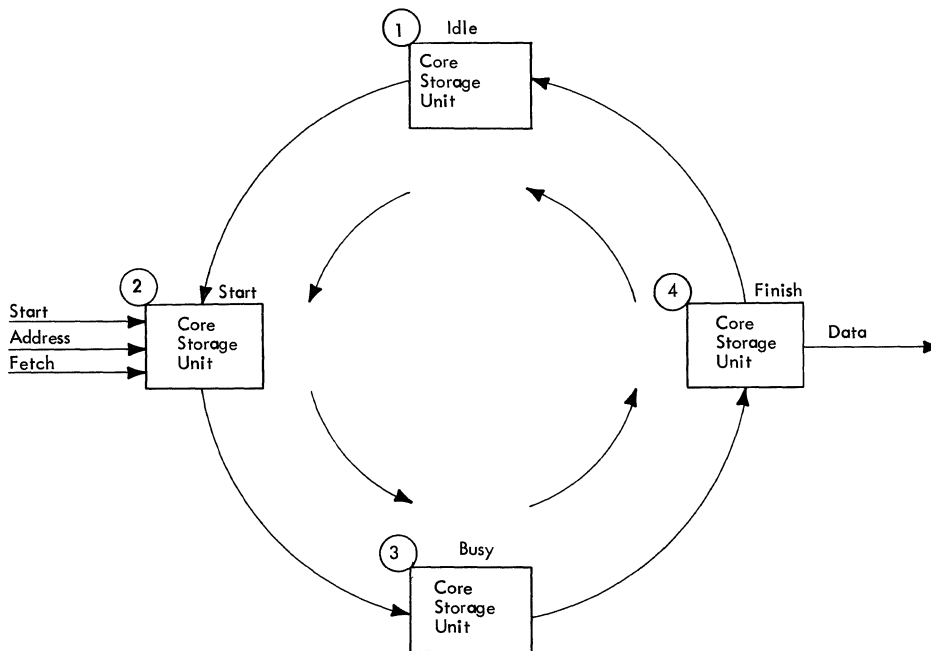 1
Idle
Core
Storage
Unit
2
Start
Start
Address
Fetch
Core
Storage
Unit
4
Finish
Core
Storage
Unit
Data
3
Busy
Core
Storage
Unit